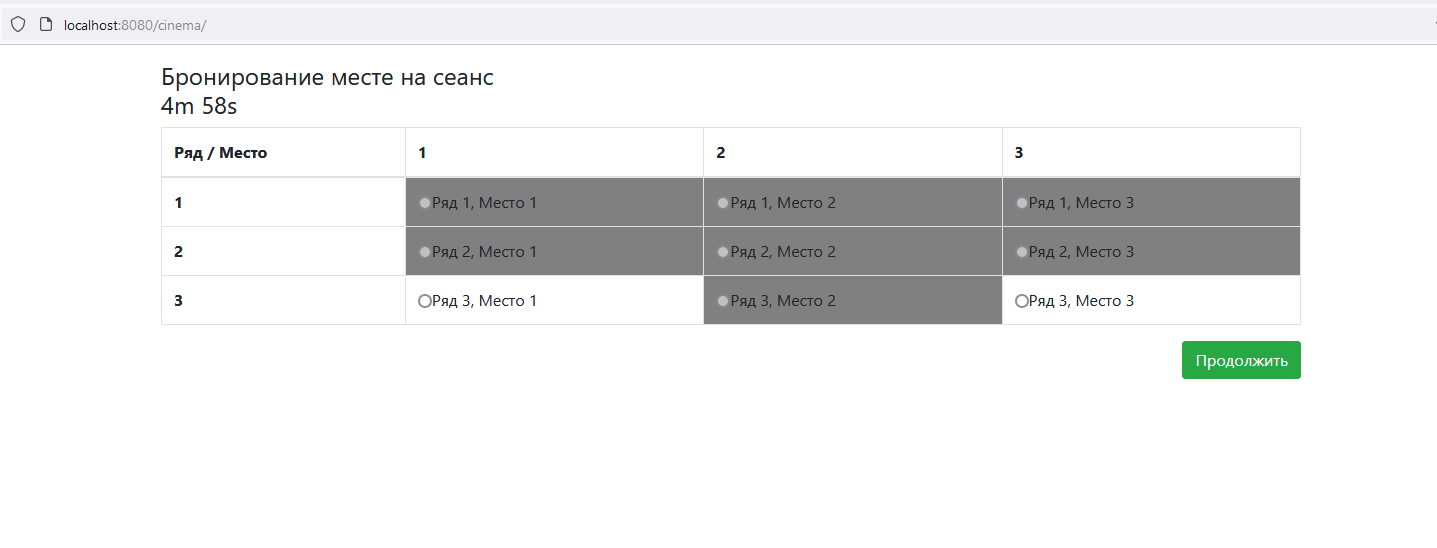 localhost:8080/cinema/
Бронирование месте на сеанс
4m 58s
Ряд / Место 1 2 3
1 Ряд 1, Место 1 Ряд 1, Место 2 Ряд 1, Место 3
2 Ряд 2, Место 1 Ряд 2, Место 2 Ряд 2, Место 3
3 Ряд 3, Место 1 Ряд 3, Место 2 Ряд 3, Место 3
Продолжить